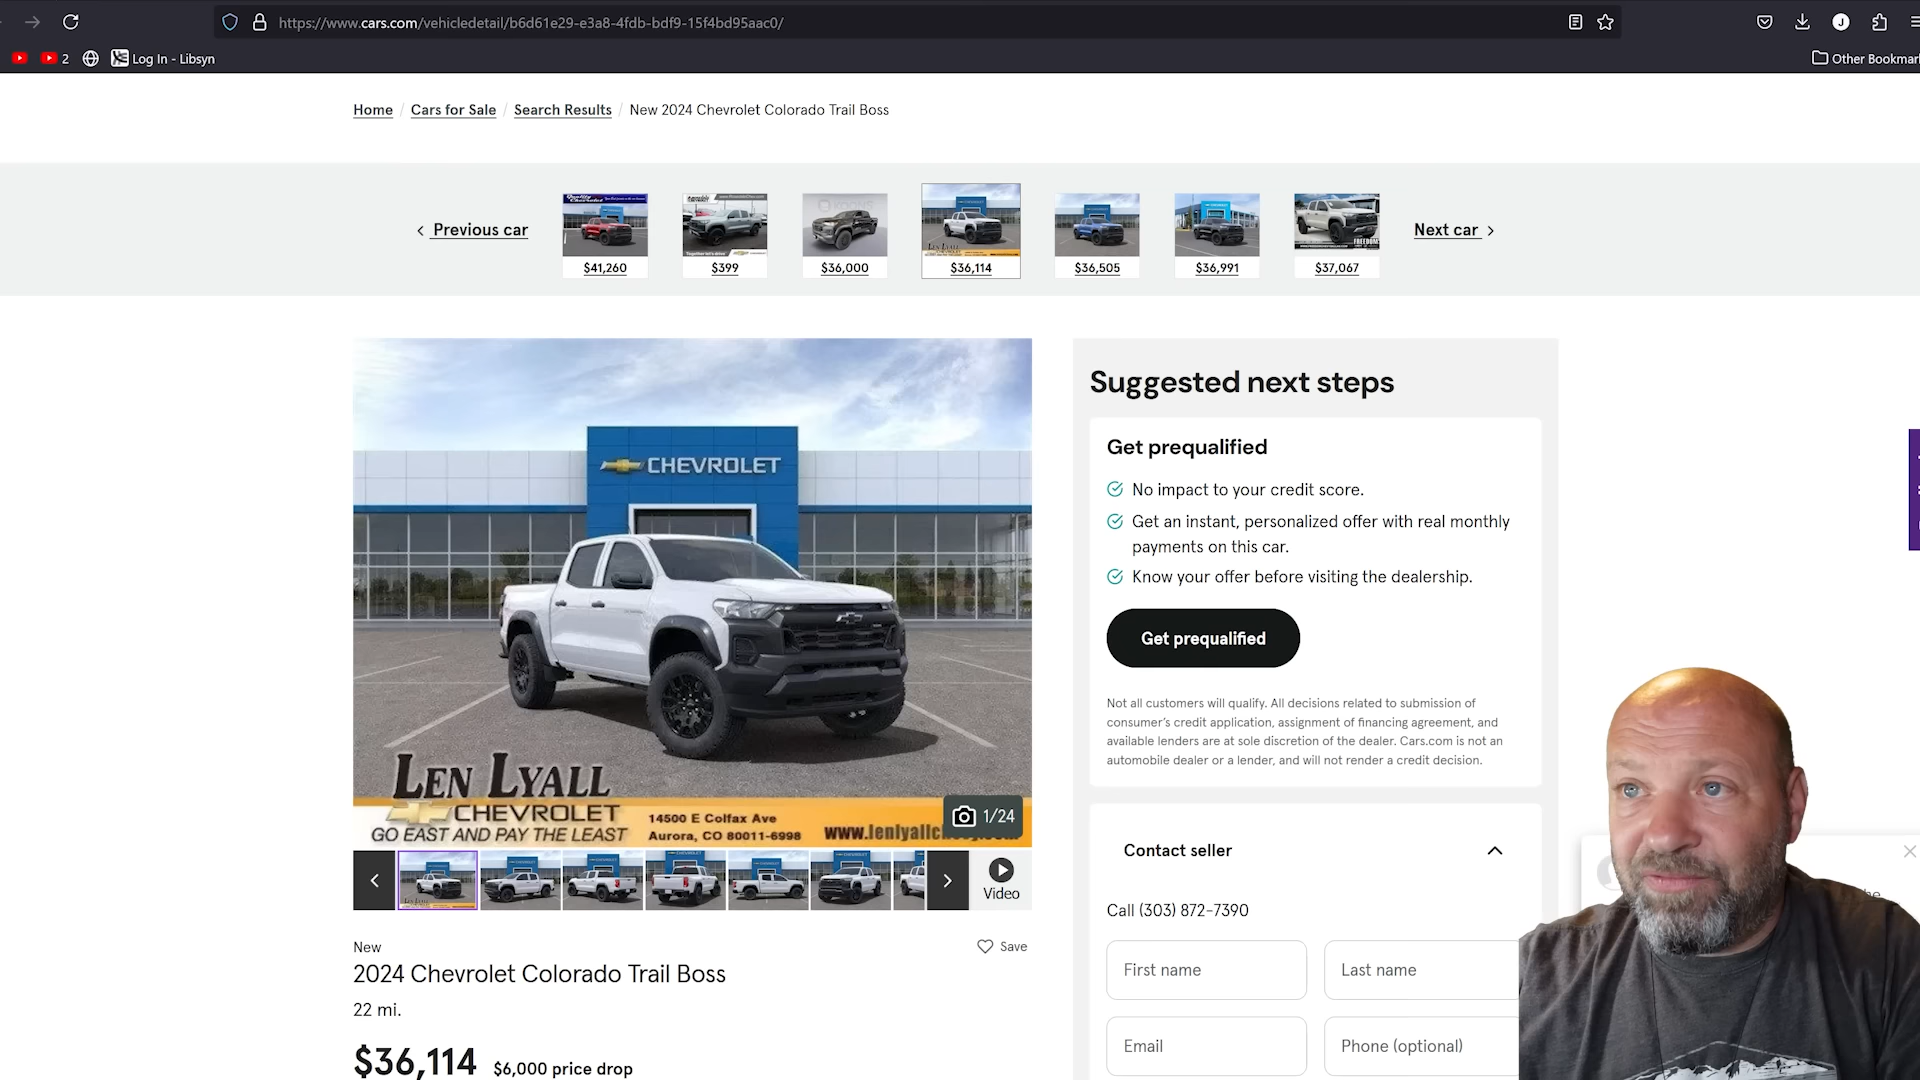 https://www.cars.com/vehicledetail/b6d61e29-e3a8-4fdb-bdf9-15f4bd95aac0/
2
Log In - Libsyn
Other Bookmar
Home / Cars for Sale / Search Results / New 2024 Chevrolet Colorado Trail Boss
Previous car
$41,260
$399
$36,000
$36,114
$36,505
$36,991
$37,067
Next car
CHEVROLET
LEN LYALL
CHEVROLET
GO EAST AND PAY THE LEAST
14500 E Colfax Ave
Aurora, CO 80011-6998
1/24
Video
New
Save
2024 Chevrolet Colorado Trail Boss
22 mi.
$36,114 $6,000 price drop
Suggested next steps
Get prequalified
No impact to your credit score.
Get an instant, personalized offer with real monthly
payments on this car.
Know your offer before visiting the dealership.
Get prequalified
Not all customers will qualify. All decisions related to submission of
consumer's credit application, assignment of financing agreement, and
available lenders are at sole discretion of the dealer. Cars.com is not an
automobile dealer or a lender, and will not render a credit decision.
Contact seller
Call (303) 872-7390
First name
Last name
Email
Phone (optional)